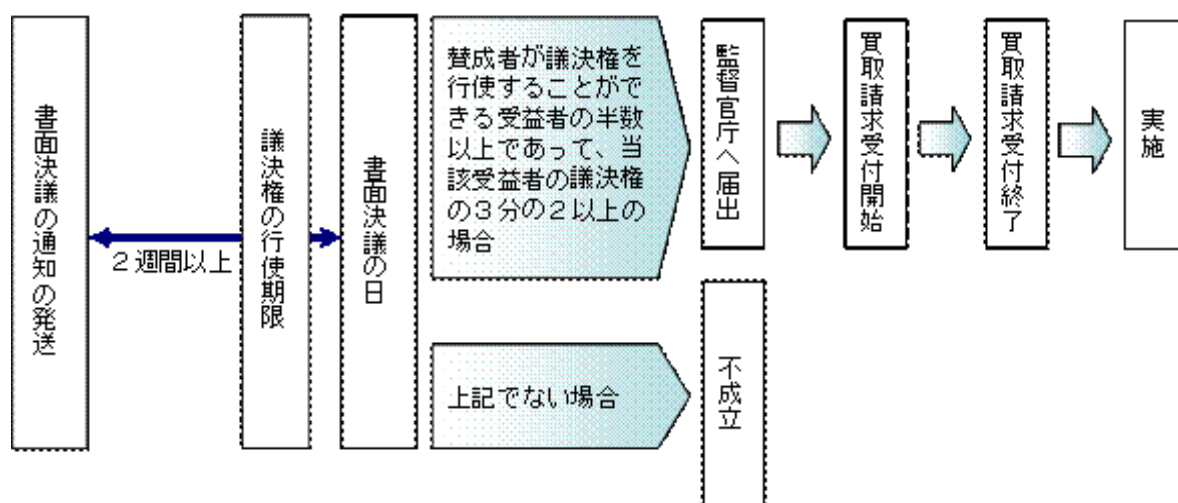 書面決議の通知の発送
2週間以上
議決権の行使期限
書面決議の日
賛成者が議決権を
行使することがで
きる受益者の半数
以上であって、当
該受益者の議決権
の3分の2以上の
場合
監督官庁へ届出
買取請求受付開始
買取請求受付終了
実施
上記でない場合
不成立